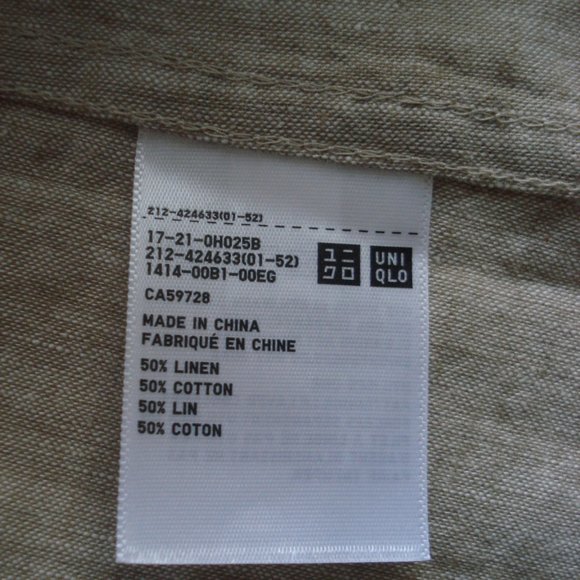 212-424633(01-52)
17-21-0H025B
212-424633(01-52)
1414-00B1-00EG
ユニ
クロ
UNI
QLO
CA59728
MADE IN CHINA
FABRIQUÉ EN CHINE
50% LINEN
50% COTTON
50% LIN
50% COTON